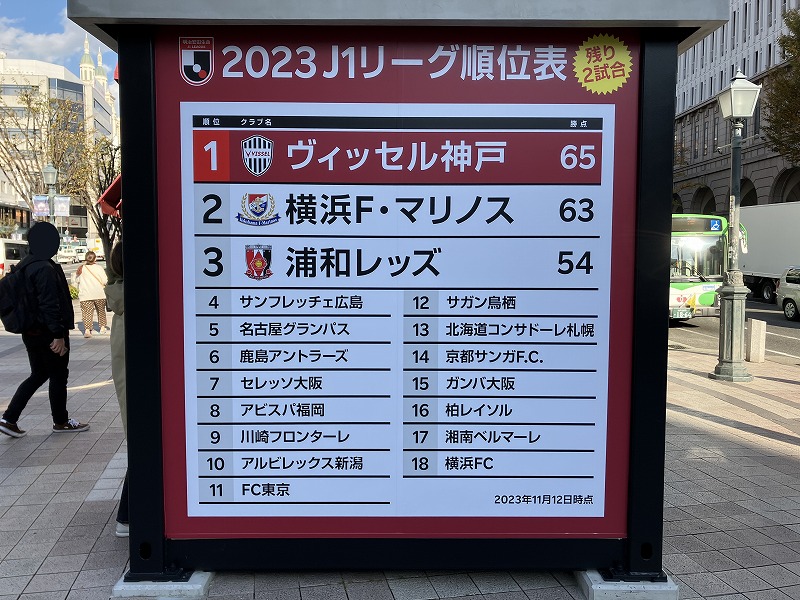 2023 J1リーグ順位表
残り
2試合
順位 クラブ名 勝点
1 VISSEL ヴィッセル神戸 65
2 横浜F・マリノス 63
3 浦和レッズ 54
4 サンフレッチェ広島
5 名古屋グランパス
6 鹿島アントラーズ
7 セレッソ大阪
8 アビスパ福岡
9 川崎フロンターレ
10 アルビレックス新潟
11 FC東京
12 サガン鳥栖
13 北海道コンサドーレ札幌
14 京都サンガF.C.
15 ガンバ大阪
16 柏レイソル
17 湘南ベルマーレ
18 横浜FC
2023年11月12日時点